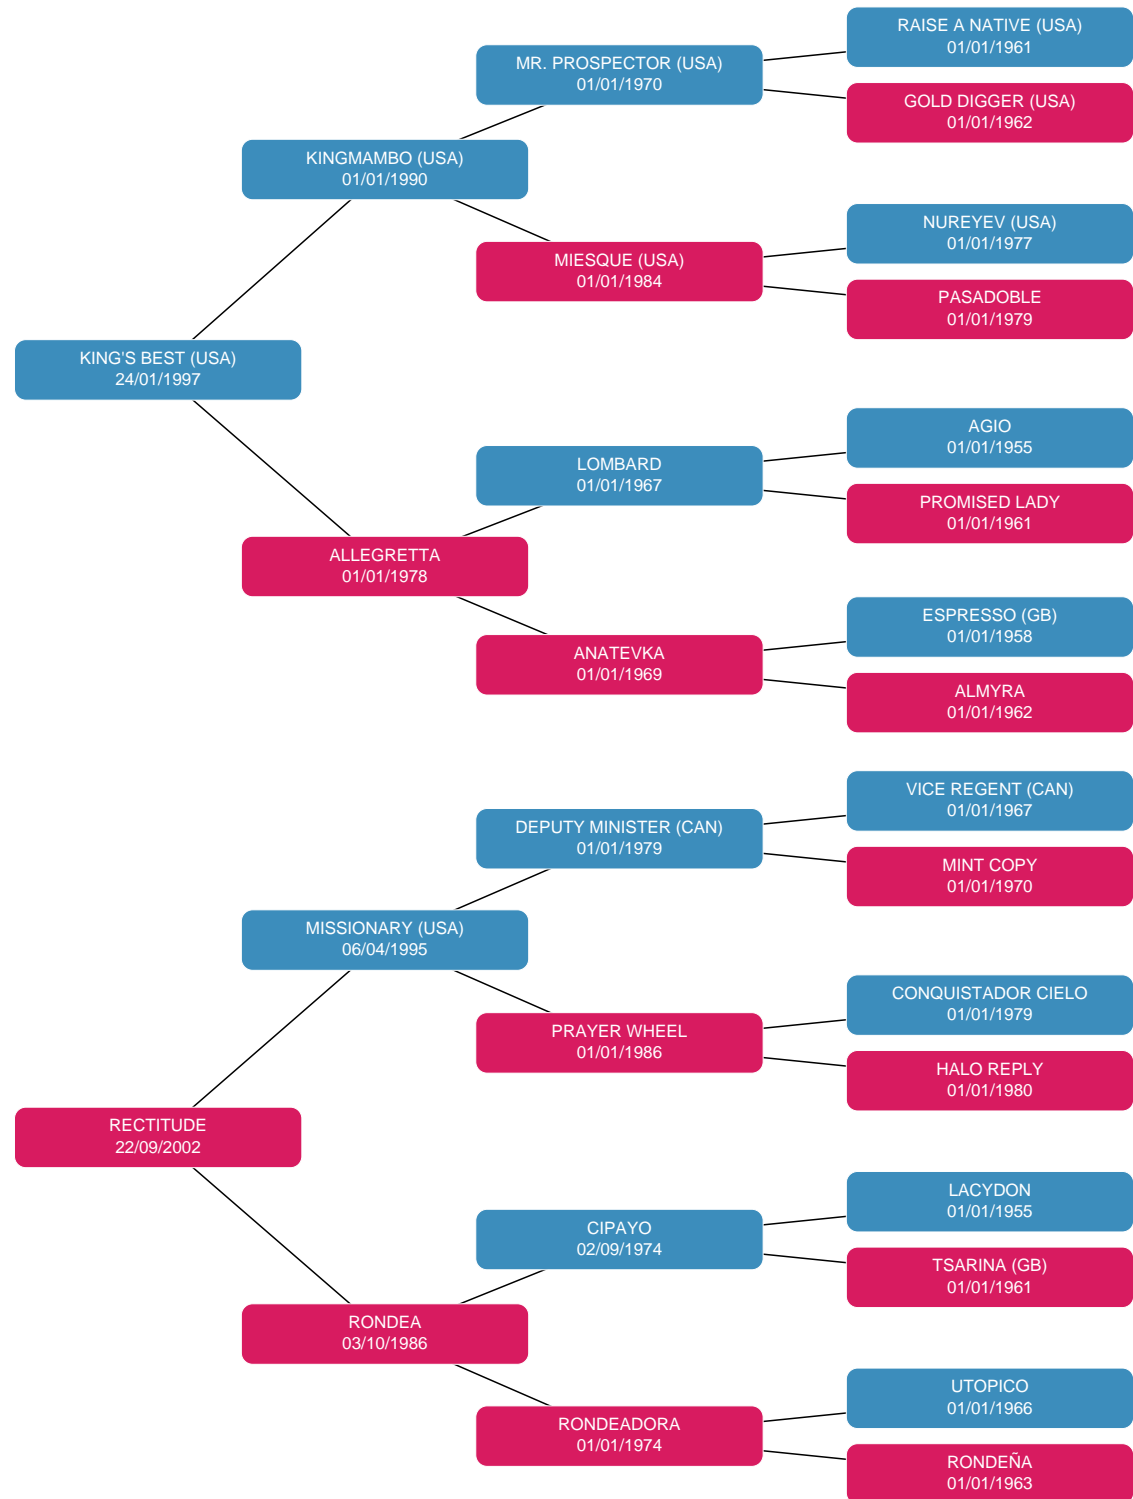 RAISE A NATIVE (USA)
01/01/1961
MR. PROSPECTOR (USA)
01/01/1970
GOLD DIGGER (USA)
01/01/1962
KINGMAMBO (USA)
01/01/1990
NUREYEV (USA)
01/01/1977
MIESQUE (USA)
01/01/1984
PASADOBLE
01/01/1979
KING'S BEST (USA)
24/01/1997
AGIO
01/01/1955
LOMBARD
01/01/1967
PROMISED LADY
01/01/1961
ALLEGRETTA
01/01/1978
ESPRESSO (GB)
01/01/1958
ANATEVKA
01/01/1969
ALMYRA
01/01/1962
VICE REGENT (CAN)
01/01/1967
DEPUTY MINISTER (CAN)
01/01/1979
MINT COPY
01/01/1970
MISSIONARY (USA)
06/04/1995
CONQUISTADOR CIELO
01/01/1979
PRAYER WHEEL
01/01/1986
HALO REPLY
01/01/1980
RECTITUDE
22/09/2002
LACYDON
01/01/1955
CIPAYO
02/09/1974
TSARINA (GB)
01/01/1961
RONDEA
03/10/1986
UTOPICO
01/01/1966
RONDEADORA
01/01/1974
RONDEÑA
01/01/1963